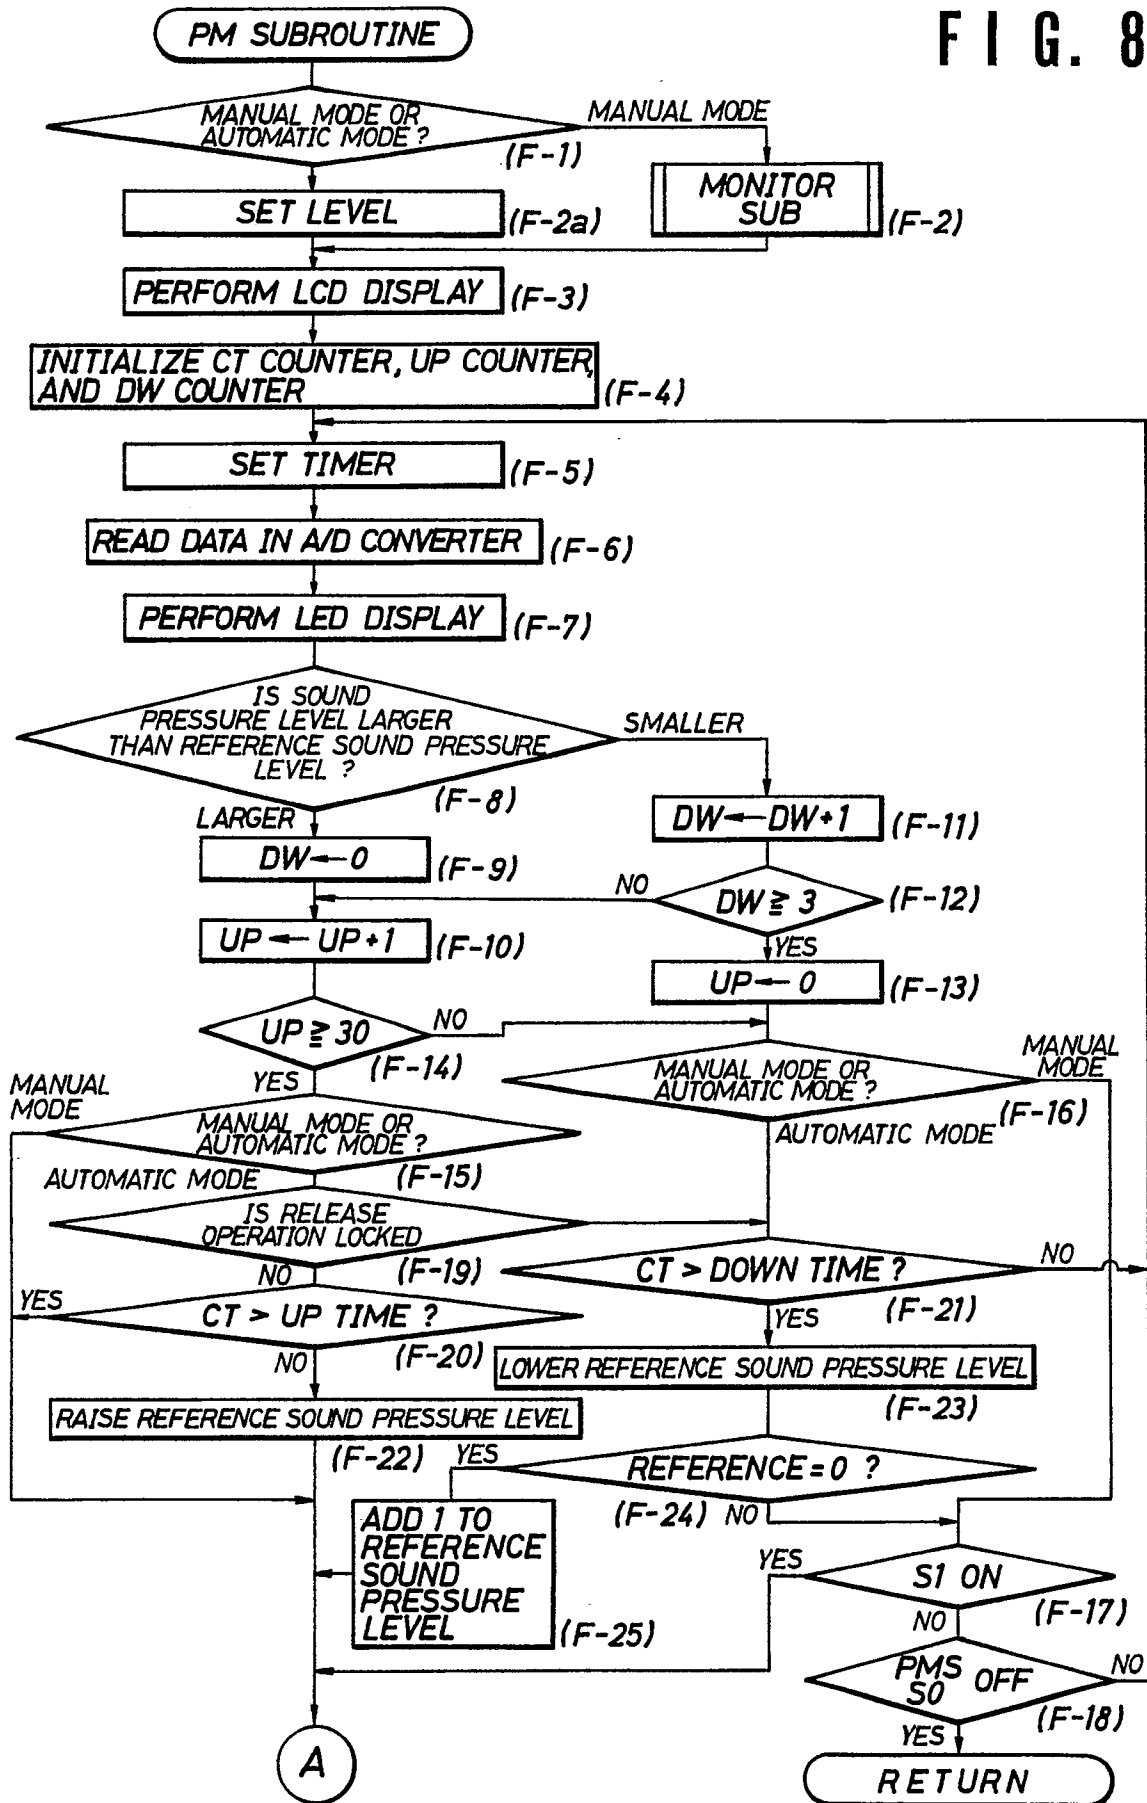 FIG. 8
PM SUBROUTINE
MANUAL MODE OR
AUTOMATIC MODE ?
(F-1)
MANUAL MODE
MONITOR
SUB
(F-2)
SET LEVEL
(F-2a)
PERFORM LCD DISPLAY
(F-3)
INITIALIZE CT COUNTER, UP COUNTER,
AND DW COUNTER
(F-4)
SET TIMER
(F-5)
READ DATA IN A/D CONVERTER
(F-6)
PERFORM LED DISPLAY
(F-7)
IS SOUND
PRESSURE LEVEL LARGER
THAN REFERENCE SOUND PRESSURE
LEVEL ?
(F-8)
SMALLER
LARGER
DW←0
(F-9)
DW←DW+1
(F-11)
NO
DW≧3
(F-12)
YES
UP←UP+1
(F-10)
UP←0
(F-13)
UP≧30
NO
(F-14)
YES
MANUAL MODE OR
AUTOMATIC MODE ?
MANUAL
MODE
(F-16)
AUTOMATIC MODE
MANUAL
MODE
MANUAL MODE OR
AUTOMATIC MODE ?
(F-15)
AUTOMATIC MODE
IS RELEASE
OPERATION LOCKED
(F-19)
NO
CT > DOWN TIME ?
NO
(F-21)
YES
YES
CT > UP TIME ?
(F-20)
NO
LOWER REFERENCE SOUND PRESSURE LEVEL
(F-23)
RAISE REFERENCE SOUND PRESSURE LEVEL
(F-22)
YES
REFERENCE=0 ?
(F-24)
NO
ADD 1 TO
REFERENCE
SOUND
PRESSURE
LEVEL
(F-25)
YES
S1 ON
(F-17)
NO
PMS
S0 OFF
NO
(F-18)
YES
A
RETURN